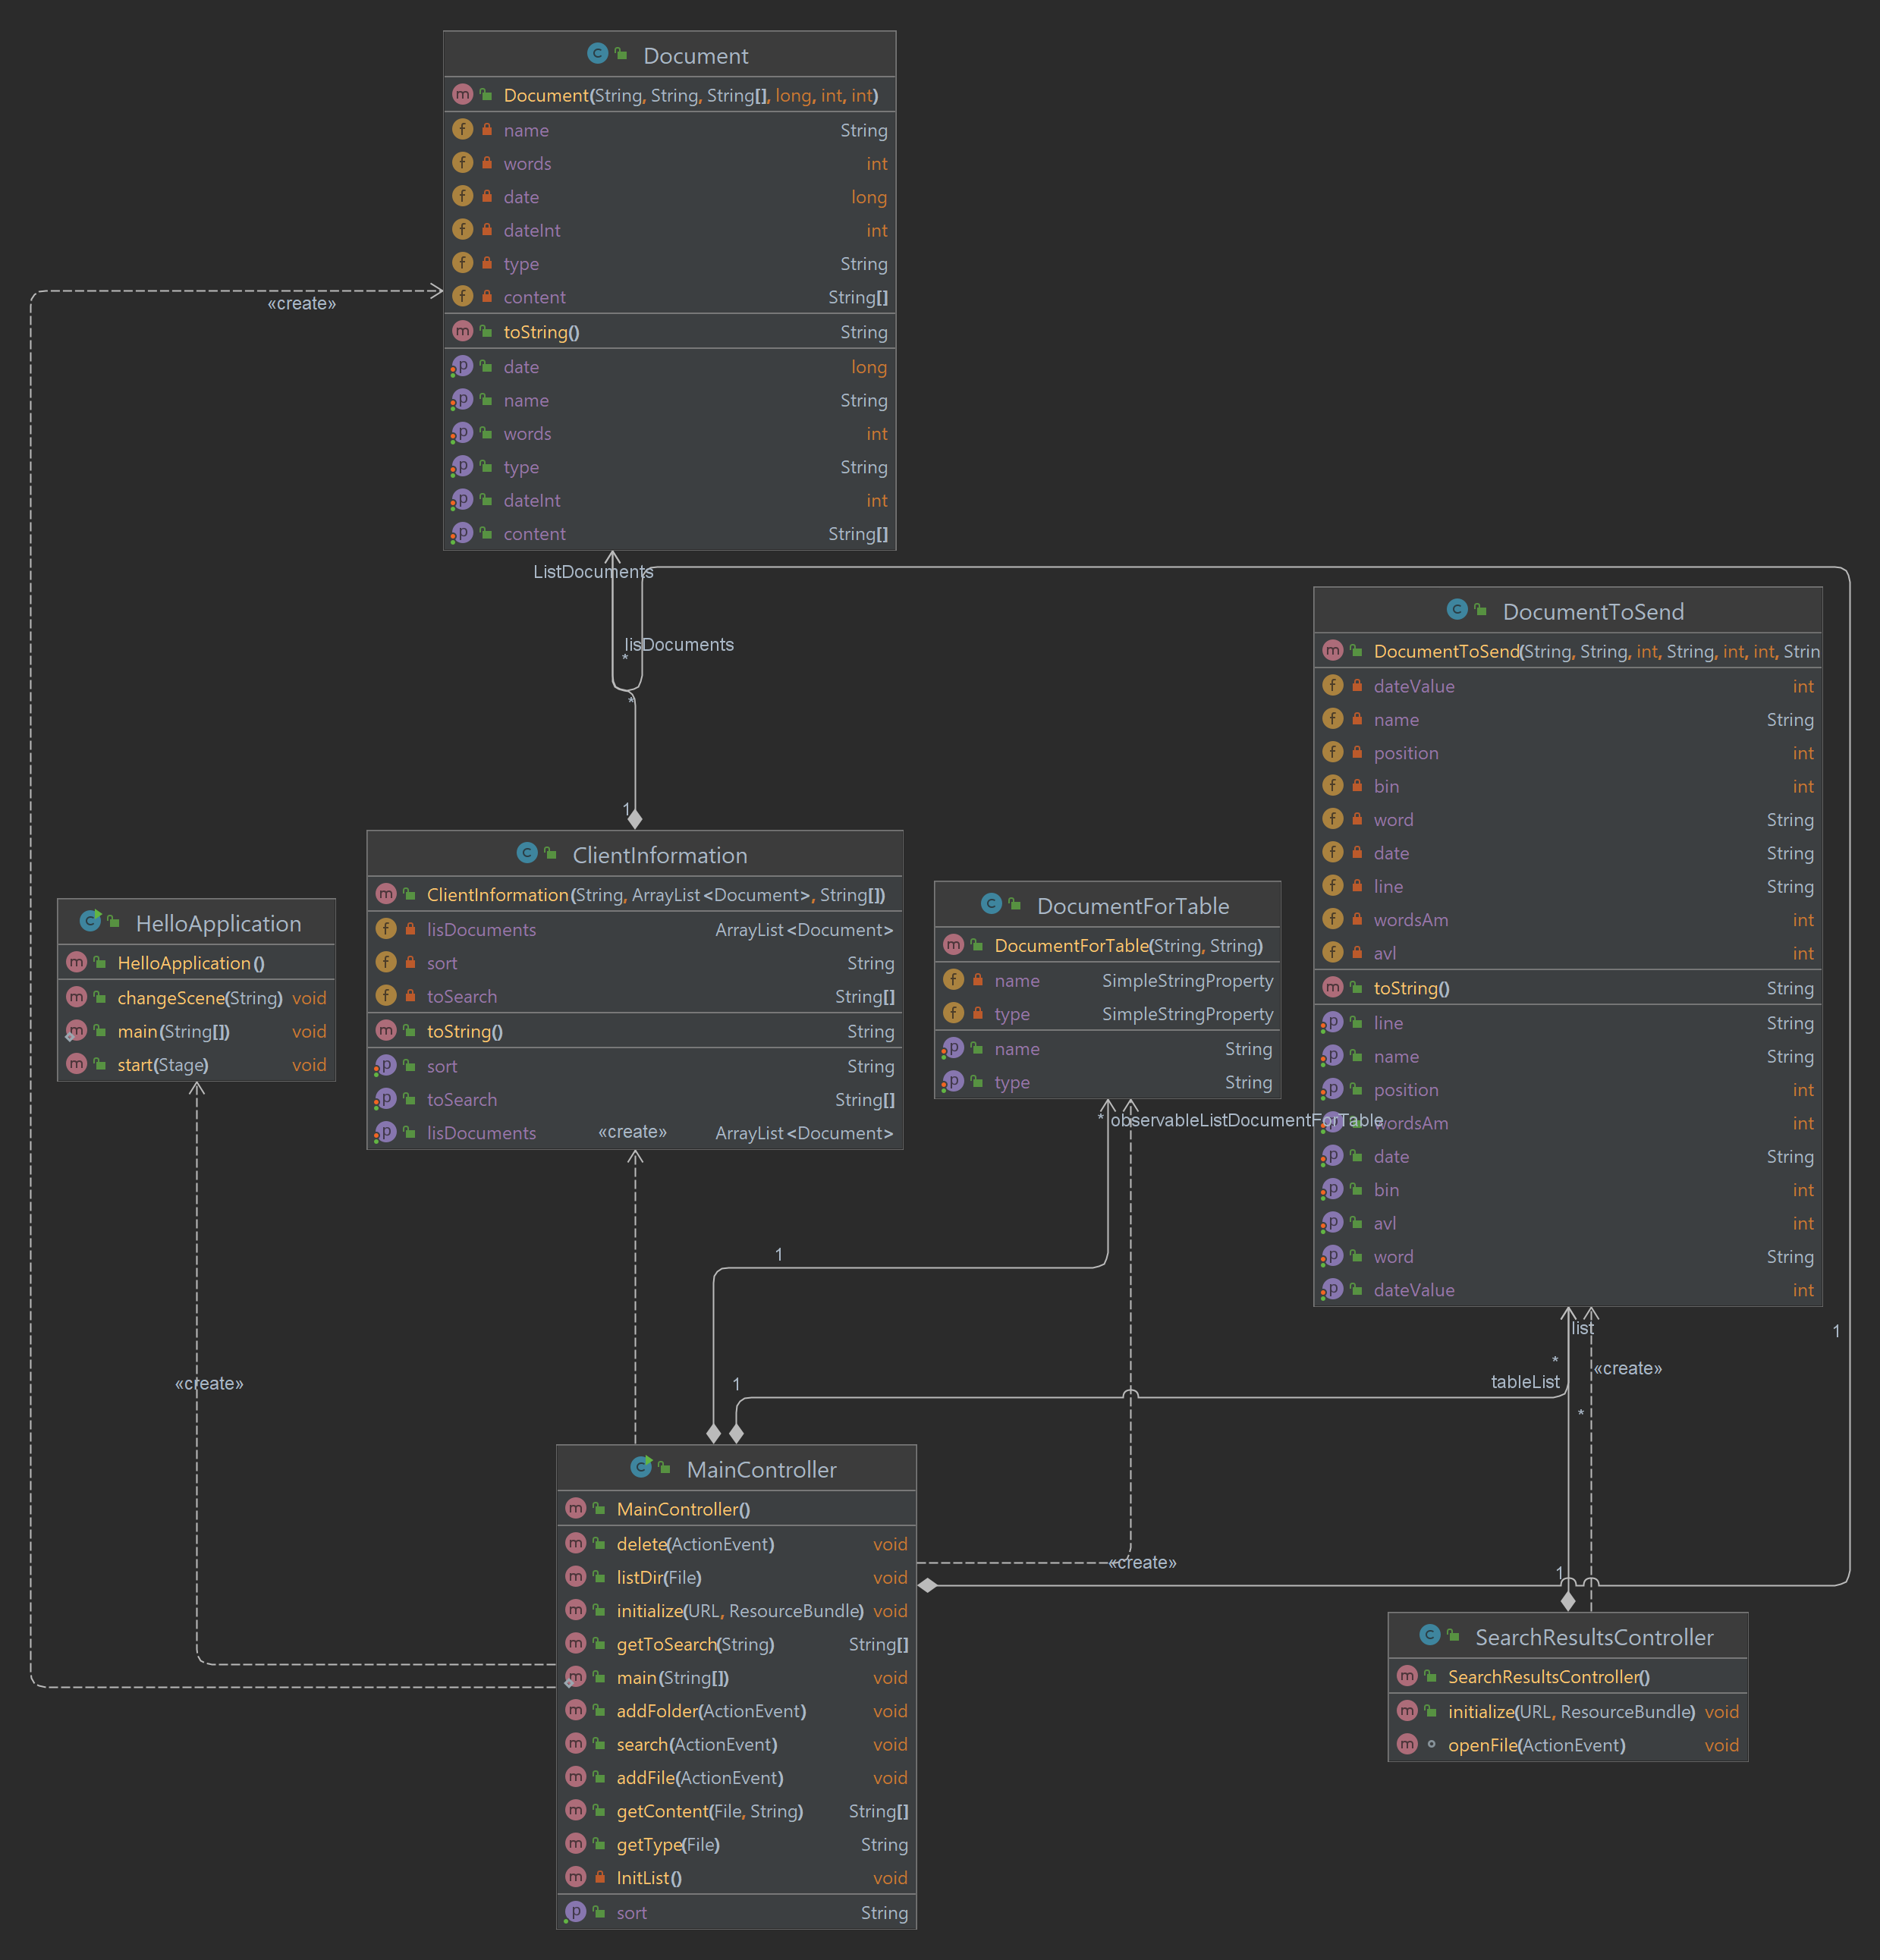 Document
Document(String, String, String[], long, int, int)
name String
words int
date long
dateInt int
type String
content String[]
toString() String
date long
name String
words int
type String
dateInt int
content String[]
«create»
ListDocuments
lisDocuments
*
*
1
DocumentToSend
DocumentToSend(String, String, int, String, int, int, Strin
dateValue int
name String
position int
bin int
word String
date String
line String
wordsAm int
avl int
toString() String
line String
name String
position int
wordsAm int
date String
bin int
avl int
word String
dateValue int
ClientInformation
ClientInformation(String, ArrayList<Document>, String[])
lisDocuments ArrayList<Document>
sort String
toSearch String[]
toString() String
sort String
toSearch String[]
lisDocuments ArrayList<Document>
«create»
HelloApplication
HelloApplication()
changeScene(String) void
main(String[]) void
start(Stage) void
DocumentForTable
DocumentForTable(String, String)
name SimpleStringProperty
type SimpleStringProperty
name String
type String
* observableListDocumentForTable
1
list
1
*
«create»
tableList
1
*
«create»
MainController
MainController()
delete(ActionEvent) void
listDir(File) void
initialize(URL, ResourceBundle) void
getToSearch(String) String[]
main(String[]) void
addFolder(ActionEvent) void
search(ActionEvent) void
addFile(ActionEvent) void
getContent(File, String) String[]
getType(File) String
InitList() void
sort String
«create»
1
SearchResultsController
SearchResultsController()
initialize(URL, ResourceBundle) void
openFile(ActionEvent) void